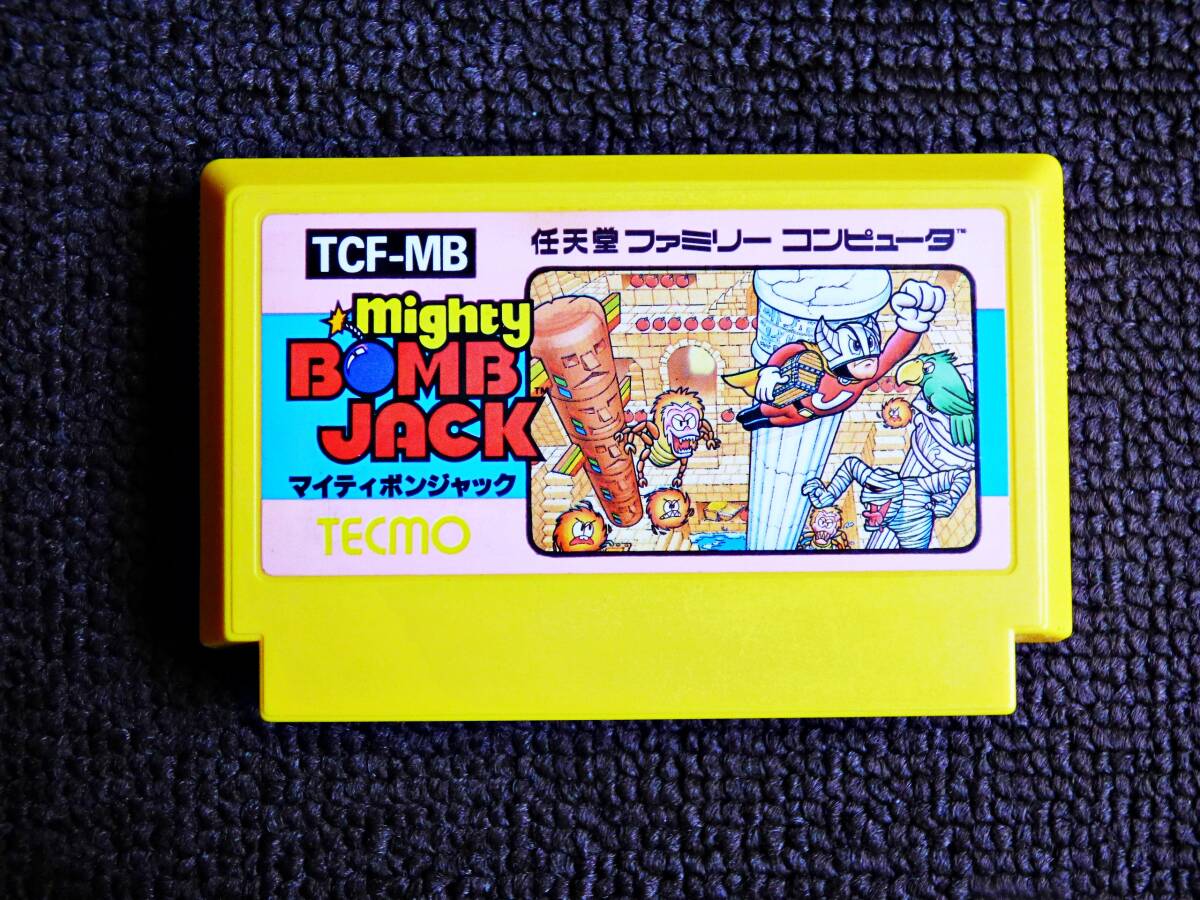 TCF-MB
任天堂 ファミリー コンピュータ™
mighty
BOMB
JACK™
マイティボンジャック
TECMO